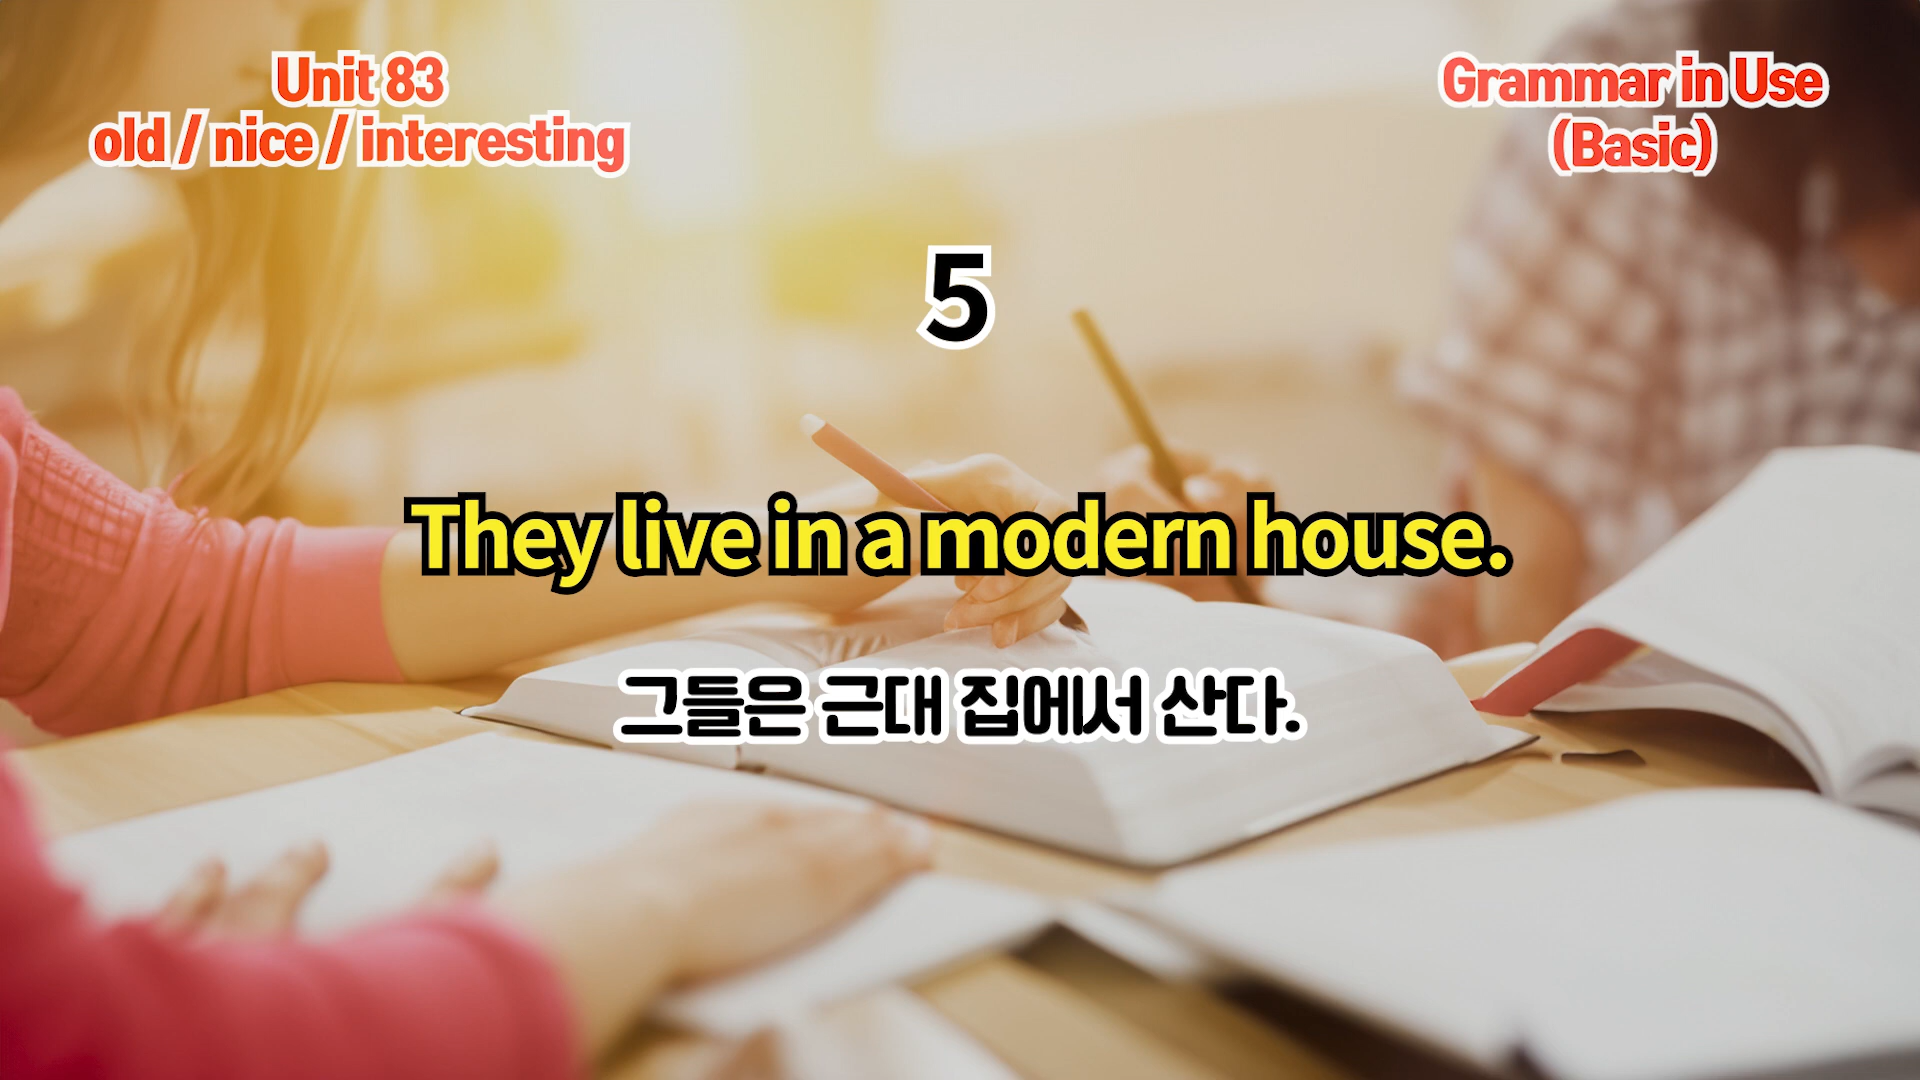 Unit 83
old / nice / interesting
Grammar in Use
(Basic)
5
They live in a modern house.
그들은 근대 집에서 산다.